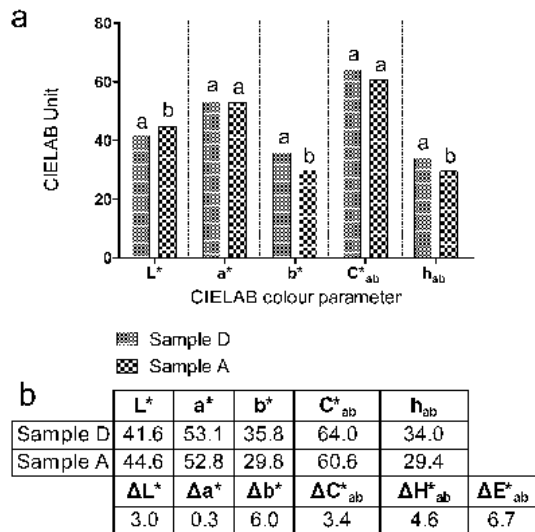 a
80
60
40
20
0
CIELAB Unit
a b a a a b a a a b
L* a* b* C*ab hab
CIELAB colour parameter
Sample D
Sample A
b
L* a* b* C*ab hab
Sample D 41.6 53.1 35.8 64.0 34.0
Sample A 44.6 52.8 29.8 60.6 29.4
ΔL* Δa* Δb* ΔC*ab ΔH*ab ΔE*ab
3.0 0.3 6.0 3.4 4.6 6.7